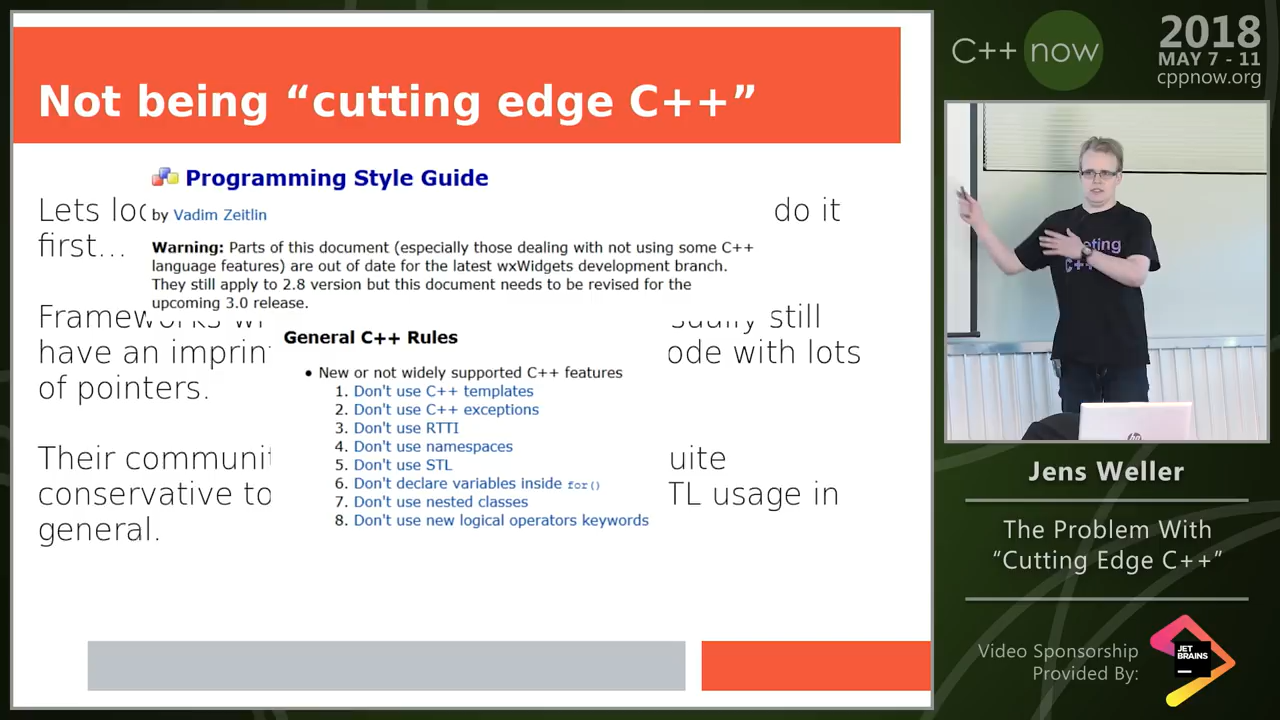 Not being “cutting edge C++”
Programming Style Guide
Lets do it
by Vadim Zeitlin
first...
Warning: Parts of this document (especially those dealing with not using some C++
language features) are out of date for the latest wxWidgets development branch.
They still apply to 2.8 version but this document needs to be revised for the
upcoming 3.0 release.
still
General C++ Rules
have an imprint ode with lots
of pointers.
• New or not widely supported C++ features
1. Don't use C++ templates
2. Don't use C++ exceptions
3. Don't use RTTI
4. Don't use namespaces
5. Don't use STL
6. Don't declare variables inside for()
7. Don't use nested classes
8. Don't use new logical operators keywords
Their communit uite
conservative to TL usage in
general.
C++ now
2018
MAY 7 - 11
cppnow.org
eting
C++
hp
Jens Weller
The Problem With
“Cutting Edge C++”
Video Sponsorship
Provided By:
JET
BRAINS